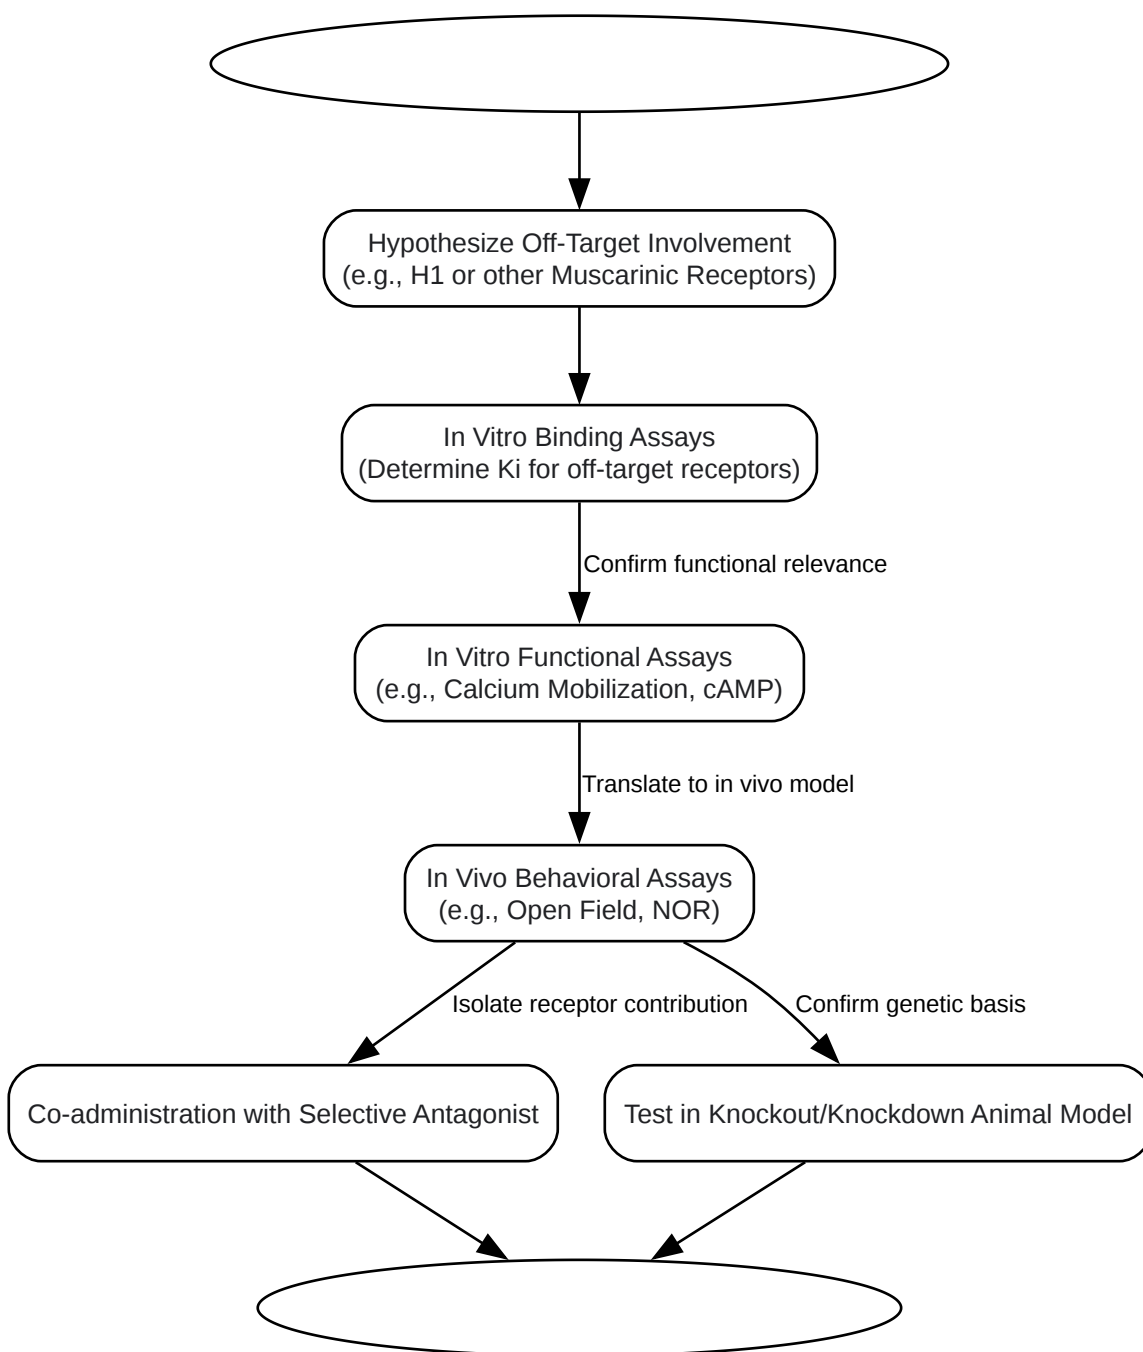 Hypothesize Off-Target Involvement
(e.g., H1 or other Muscarinic Receptors)
In Vitro Binding Assays
(Determine Ki for off-target receptors)
Confirm functional relevance
In Vitro Functional Assays
(e.g., Calcium Mobilization, cAMP)
Translate to in vivo model
In Vivo Behavioral Assays
(e.g., Open Field, NOR)
Isolate receptor contribution
Confirm genetic basis
Co-administration with Selective Antagonist
Test in Knockout/Knockdown Animal Model